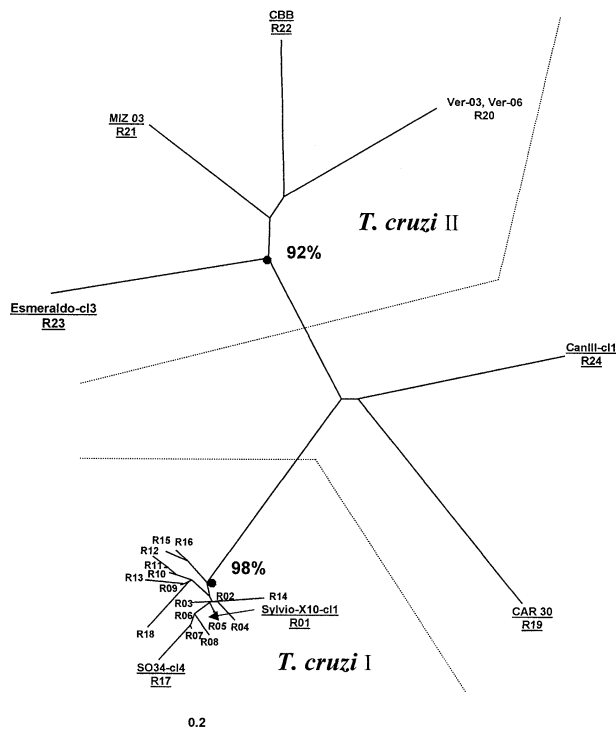 CBB
R22
MIZ 03
R21
Ver-03, Ver-06
R20
T. cruzi II
92%
Esmeraldo-cl3
R23
CanIII-cl1
R24
R15 R16
R12
R11
R10
R13
R09
98%
R02
R14
R03
Sylvio-X10-cl1
R01
R06
R05
R04
R18
R07
R08
CAR 30
R19
SO34-cl4
R17
T. cruzi I
0.2